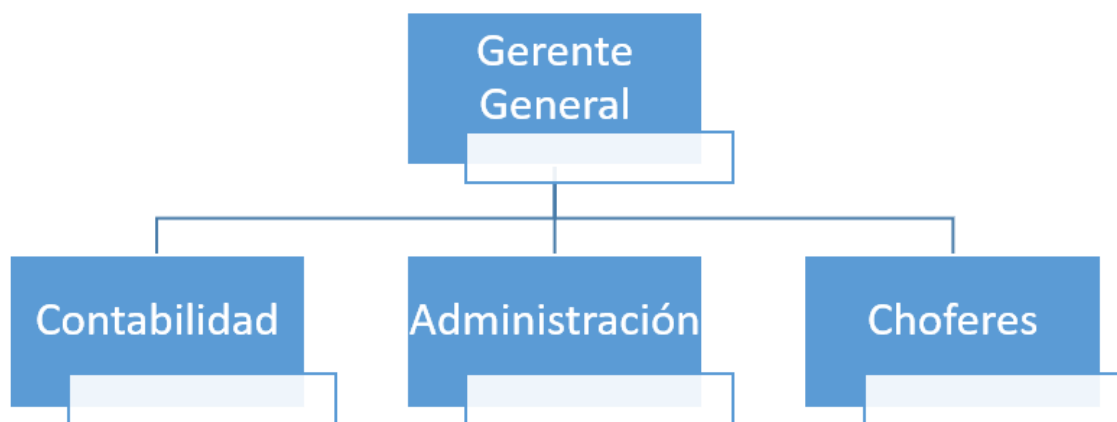 Gerente
General
Contabilidad
Administración
Choferes